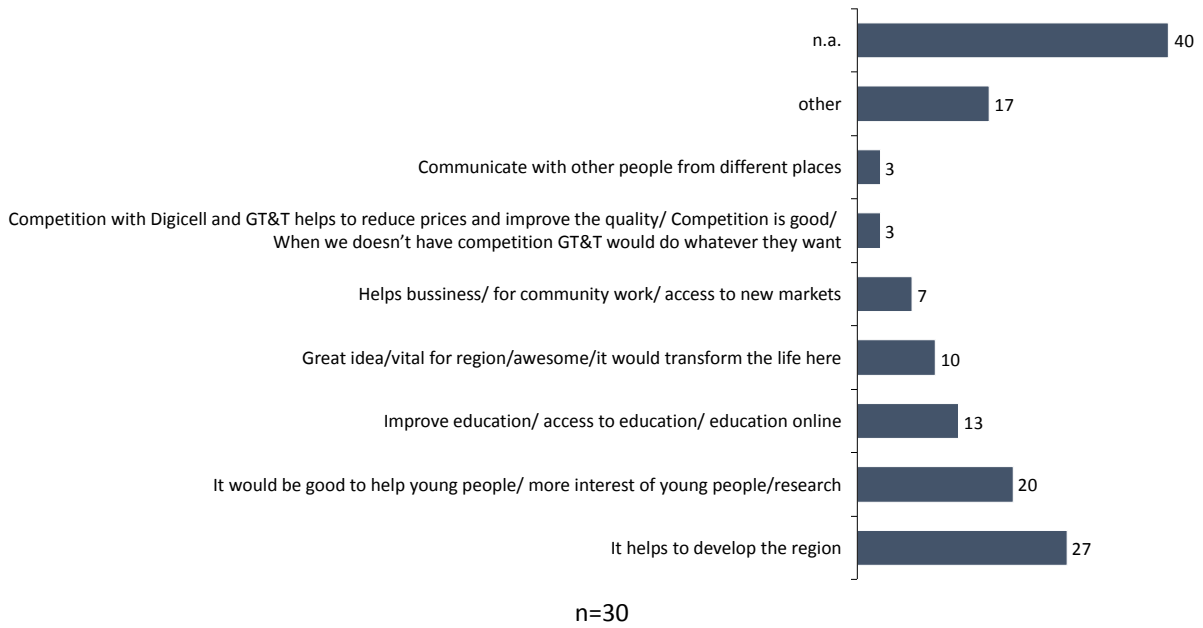 n.a.
40
other
17
Communicate with other people from different places
3
Competition with Digicell and GT&T helps to reduce prices and improve the quality/ Competition is good/
When we doesn’t have competition GT&T would do whatever they want
3
Helps bussiness/ for community work/ access to new markets
7
Great idea/vital for region/awesome/it would transform the life here
10
Improve education/ access to education/ education online
13
It would be good to help young people/ more interest of young people/research
20
It helps to develop the region
27
n=30